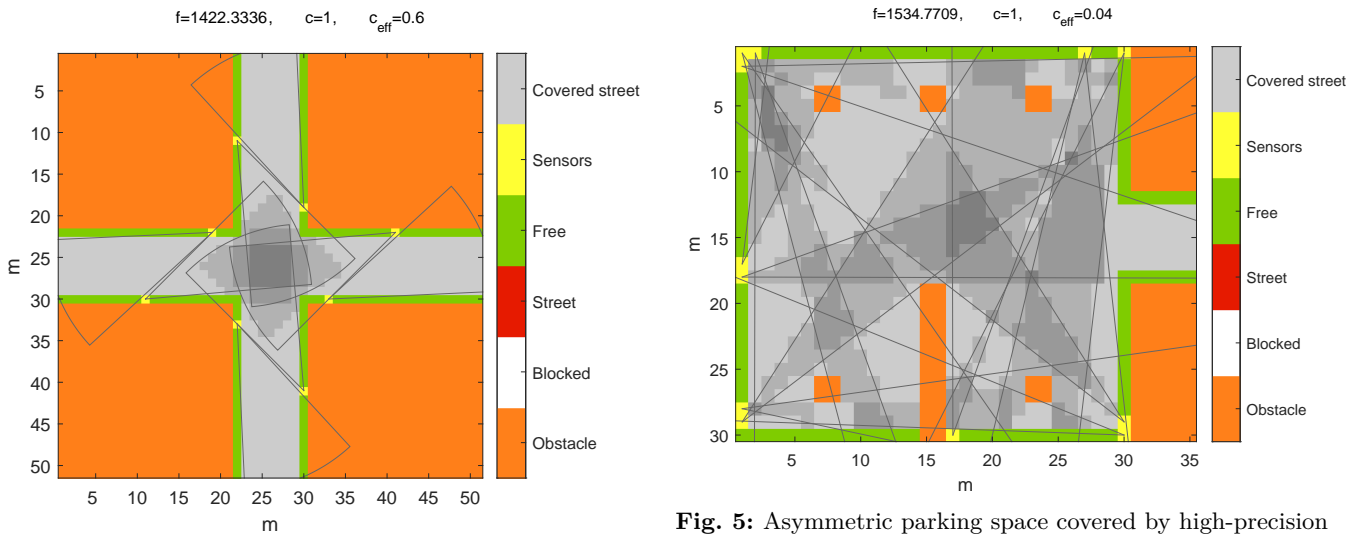 f=1422.3336, c=1, c_eff=0.6
5
10
15
20
25
30
35
40
45
50
m
5 10 15 20 25 30 35 40 45 50
m
Covered street
Sensors
Free
Street
Blocked
Obstacle
f=1534.7709, c=1, c_eff=0.04
5
10
15
20
25
30
m
5 10 15 20 25 30 35
m
Covered street
Sensors
Free
Street
Blocked
Obstacle
Fig. 5: Asymmetric parking space covered by high-precision